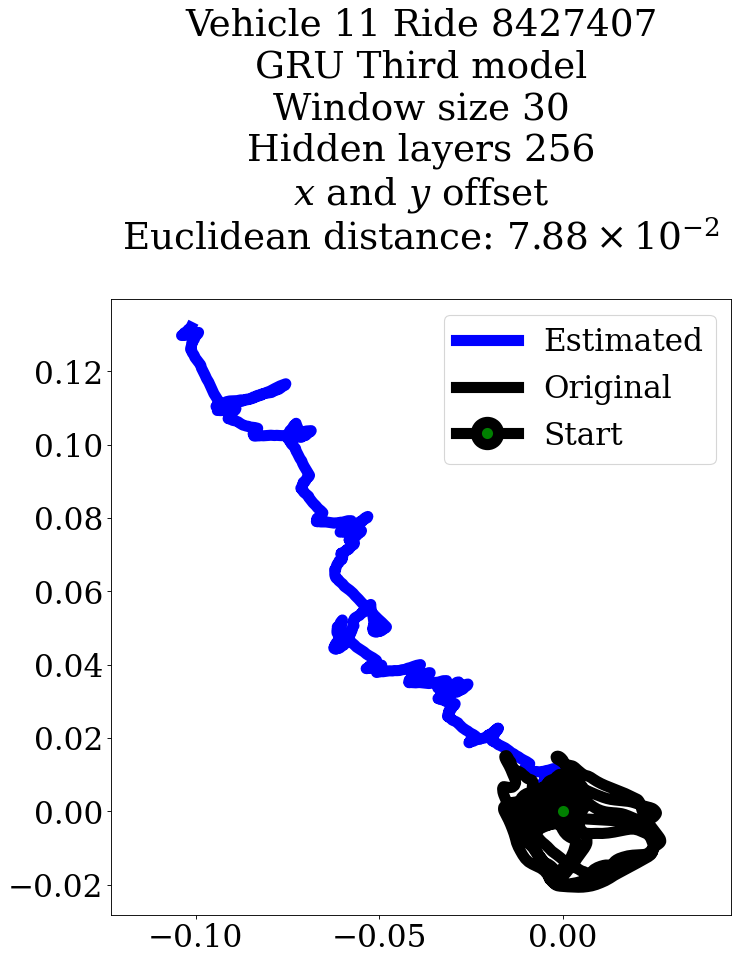 Vehicle 11 Ride 8427407
GRU Third model
Window size 30
Hidden layers 256
x and y offset
Euclidean distance: 7.88 × 10⁻²
Estimated
Original
Start
0.12
0.10
0.08
0.06
0.04
0.02
0.00
−0.02
−0.10
−0.05
0.00